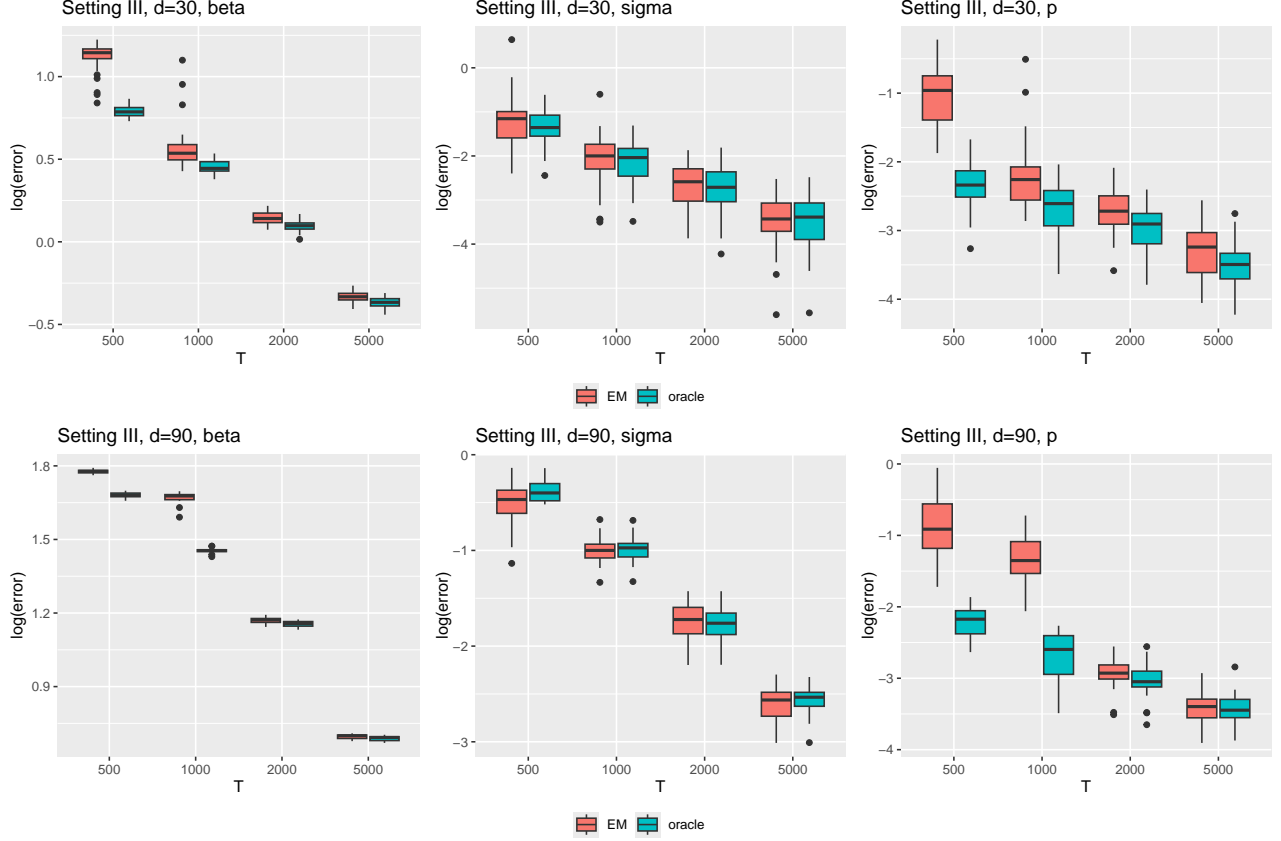 Setting III, d=30, beta
Setting III, d=30, sigma
Setting III, d=30, p
log(error)
1.0
0.5
0.0
−0.5
500 1000 2000 5000
T
log(error)
0
−2
−4
500 1000 2000 5000
T
log(error)
−1
−2
−3
−4
500 1000 2000 5000
T
EM oracle
Setting III, d=90, beta
Setting III, d=90, sigma
Setting III, d=90, p
log(error)
1.8
1.5
1.2
0.9
500 1000 2000 5000
T
log(error)
0
−1
−2
−3
500 1000 2000 5000
T
log(error)
0
−1
−2
−3
−4
500 1000 2000 5000
T
EM oracle